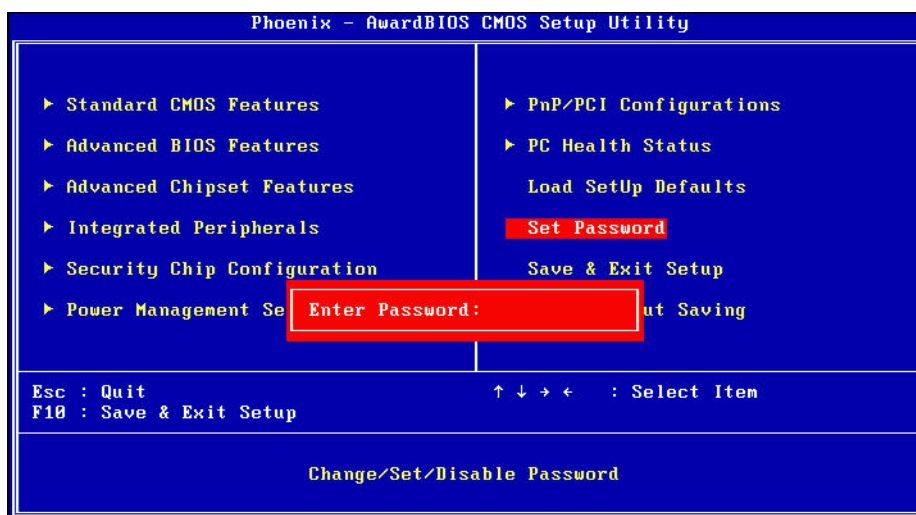 Phoenix - AwardBIOS CMOS Setup Utility
▶ Standard CMOS Features
▶ Advanced BIOS Features
▶ Advanced Chipset Features
▶ Integrated Peripherals
▶ Security Chip Configuration
▶ Power Management Se
▶ PnP/PCI Configurations
▶ PC Health Status
Load SetUp Defaults
Set Password
Save & Exit Setup
ut Saving
Enter Password:
Esc : Quit
F10 : Save & Exit Setup
↑ ↓ → ← : Select Item
Change/Set/Disable Password